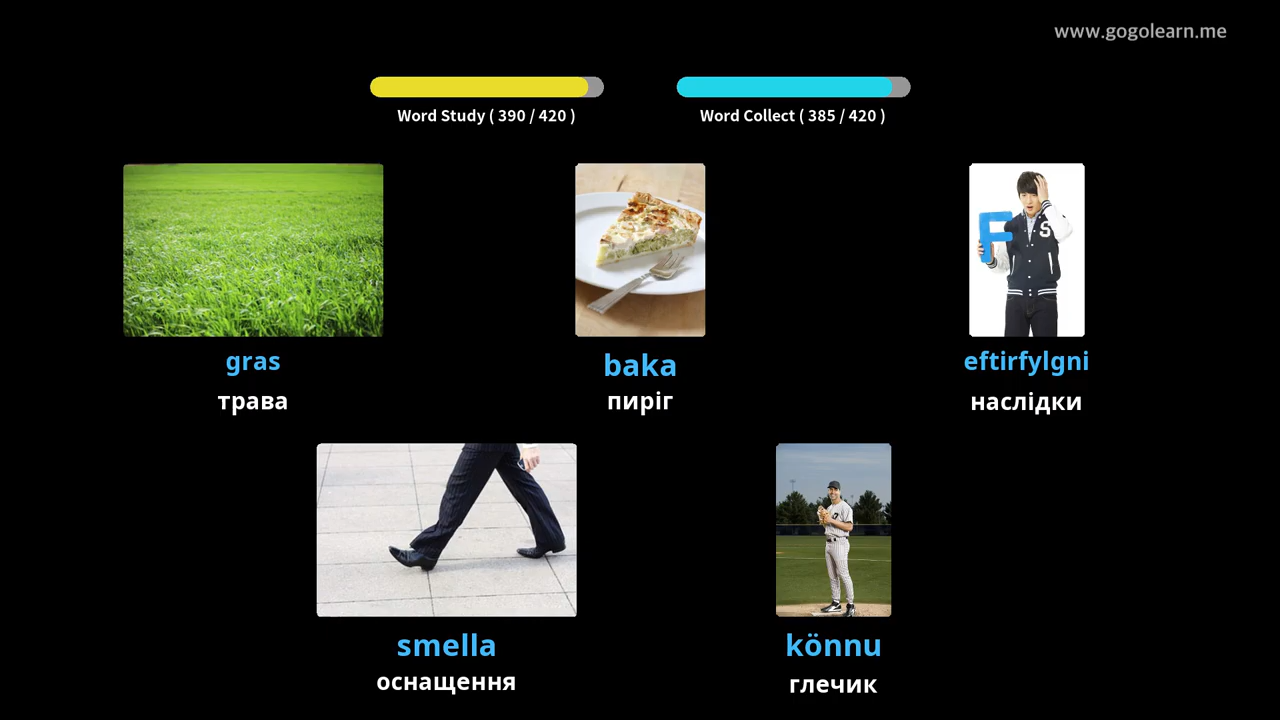 www.gogolearn.me
Word Study ( 390 / 420 )
Word Collect ( 385 / 420 )
F
S
gras
трава
baka
пиріг
eftirfylgni
наслідки
smella
оснащення
könnu
глечик